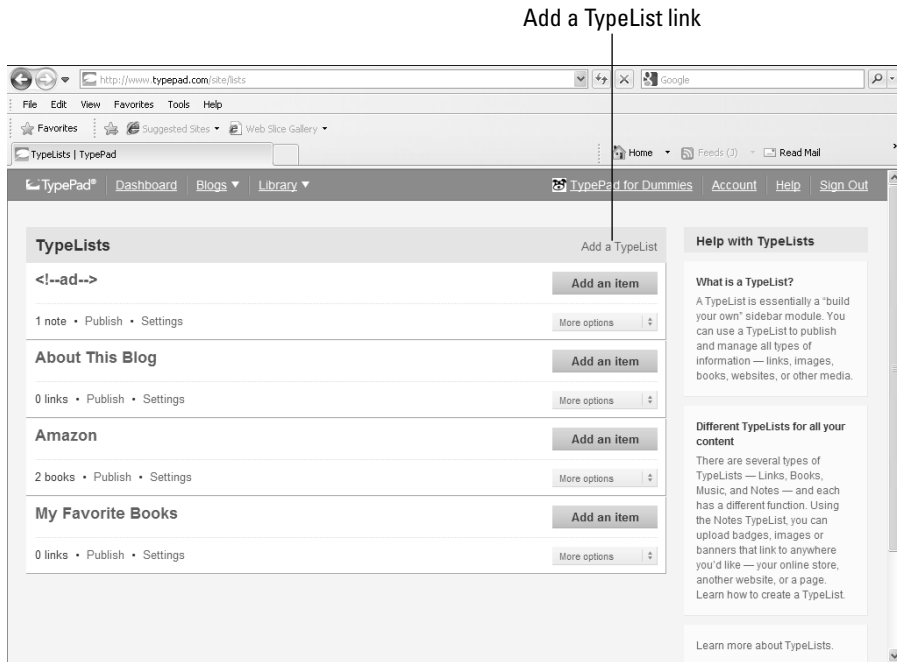 Add a TypeList link
http://www.typepad.com/site/lists
Google
File Edit View Favorites Tools Help
Favorites Suggested Sites Web Slice Gallery
TypeLists | TypePad
Home Feeds (J) Read Mail
TypePad® Dashboard Blogs Library TypePad for Dummies Account Help Sign Out
TypeLists Add a TypeList
<!--ad--> Add an item
1 note • Publish • Settings More options
About This Blog Add an item
0 links • Publish • Settings More options
Amazon Add an item
2 books • Publish • Settings More options
My Favorite Books Add an item
0 links • Publish • Settings More options
Help with TypeLists
What is a TypeList?
A TypeList is essentially a “build
your own” sidebar module. You
can use a TypeList to publish
and manage all types of
information — links, images,
books, websites, or other media.
Different TypeLists for all your
content
There are several types of
TypeLists — Links, Books,
Music, and Notes — and each
has a different function. Using
the Notes TypeList, you can
upload badges, images or
banners that link to anywhere
you’d like — your online store,
another website, or a page.
Learn how to create a TypeList.
Learn more about TypeLists.